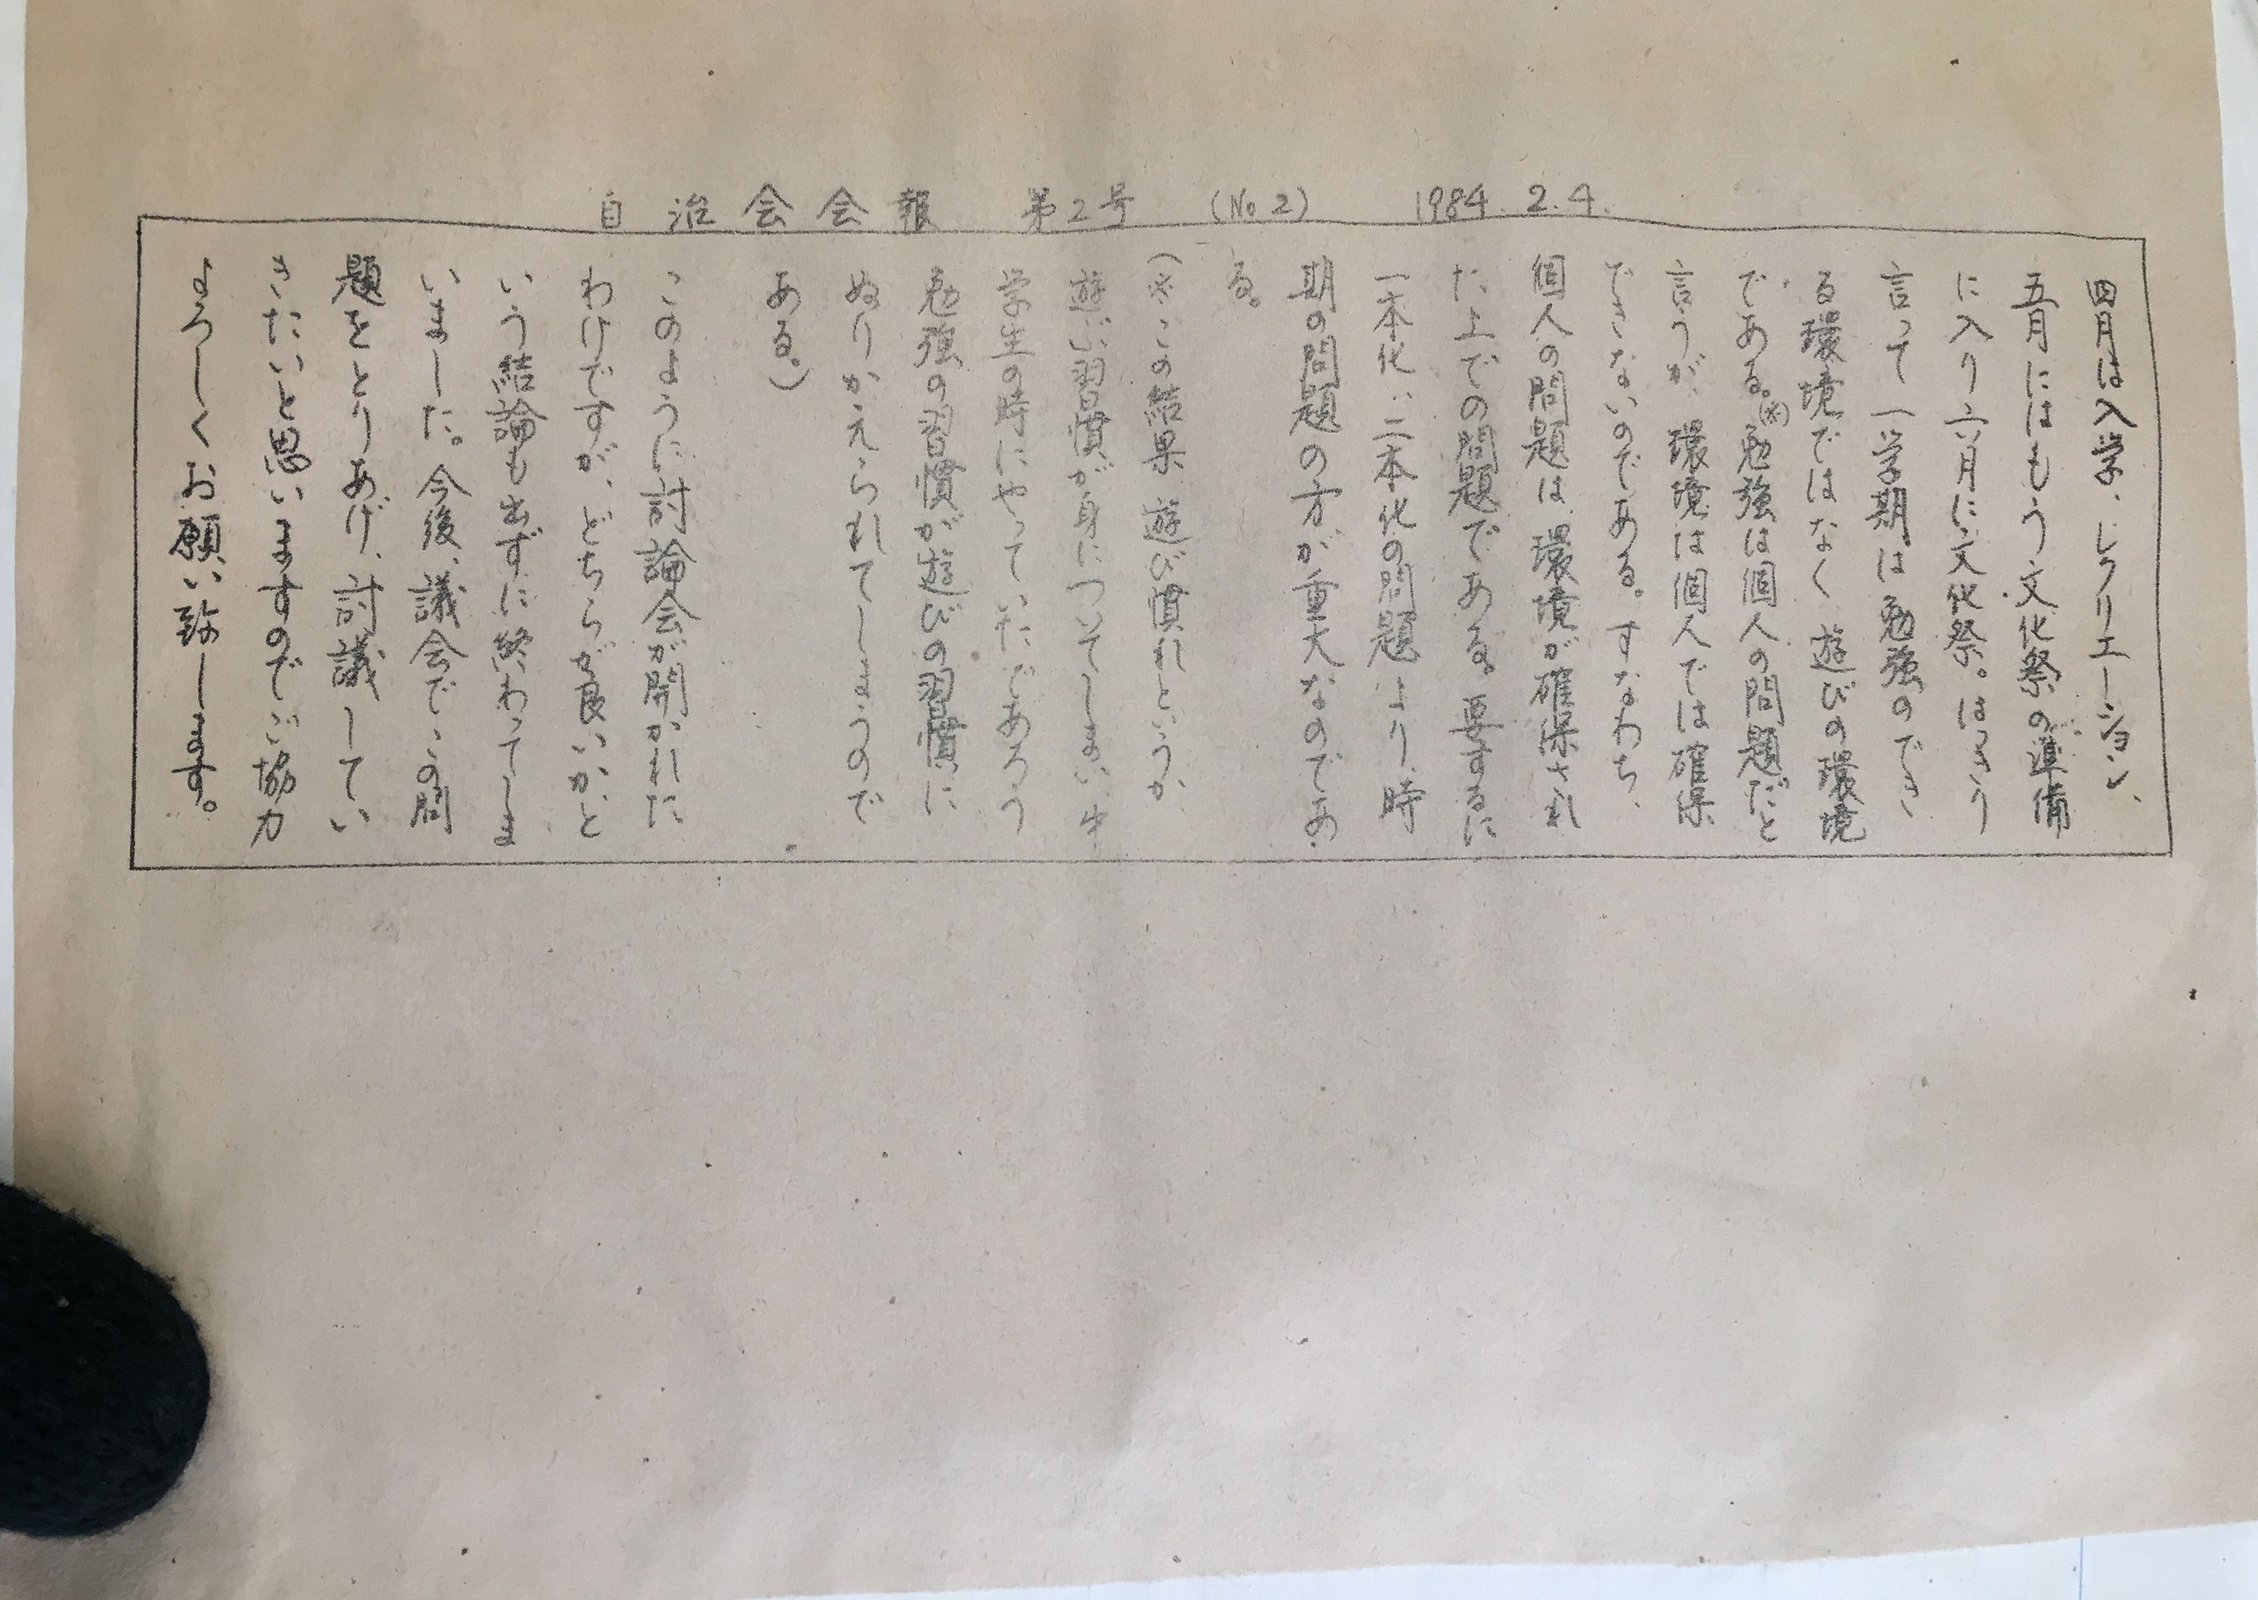 自治会会報 第2号 (No 2) 1984.2.4.
四月は入学、レクリエーション、
五月にはもう文化祭の準備
に入り六月に文化祭。はっきり
言って一学期は勉強のでき
る環境ではなく、遊びの環境
である。(※)勉強は個人の問題だと
言うが、環境は個人では確保
できないのである。すなわち、
個人の問題は、環境が確保され
た上での問題である。要するに
一本化、二本化の問題より、時
期の問題の方が重大なのであ
る。
(※この結果、遊び慣れというか、
遊ぶ習慣が身についてしまい、中
学生の時にやっていたであろう
勉強の習慣が遊びの習慣に
ぬりかえられてしまうので
ある。)
このように討論会が開かれた
わけですが、どちらが良いか、と
いう結論も出ずに終わってしま
いました。今後、議会でこの問
題をとりあげ、討議してい
きたいと思いますのでご協力
よろしくお願い致します。